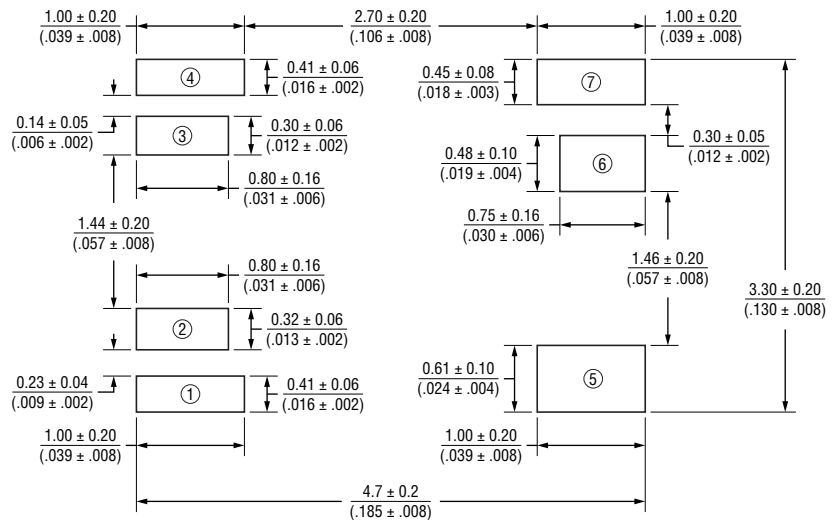 1.00 ± 0.20
(.039 ± .008)
2.70 ± 0.20
(.106 ± .008)
1.00 ± 0.20
(.039 ± .008)
④
0.41 ± 0.06
(.016 ± .002)
0.45 ± 0.08
(.018 ± .003)
⑦
0.14 ± 0.05
(.006 ± .002)
③
0.30 ± 0.06
(.012 ± .002)
0.48 ± 0.10
(.019 ± .004)
⑥
0.30 ± 0.05
(.012 ± .002)
0.80 ± 0.16
(.031 ± .006)
0.75 ± 0.16
(.030 ± .006)
1.44 ± 0.20
(.057 ± .008)
1.46 ± 0.20
(.057 ± .008)
0.80 ± 0.16
(.031 ± .006)
3.30 ± 0.20
(.130 ± .008)
②
0.32 ± 0.06
(.013 ± .002)
0.61 ± 0.10
(.024 ± .004)
⑤
0.23 ± 0.04
(.009 ± .002)
①
0.41 ± 0.06
(.016 ± .002)
1.00 ± 0.20
(.039 ± .008)
1.00 ± 0.20
(.039 ± .008)
4.7 ± 0.2
(.185 ± .008)